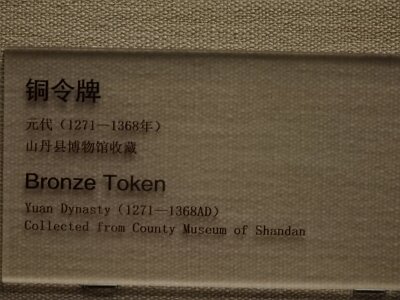 铜令牌
元代（1271—1368年）
山丹县博物馆收藏
Bronze Token
Yuan Dynasty（1271—1368AD）
Collected from County Museum of Shandan